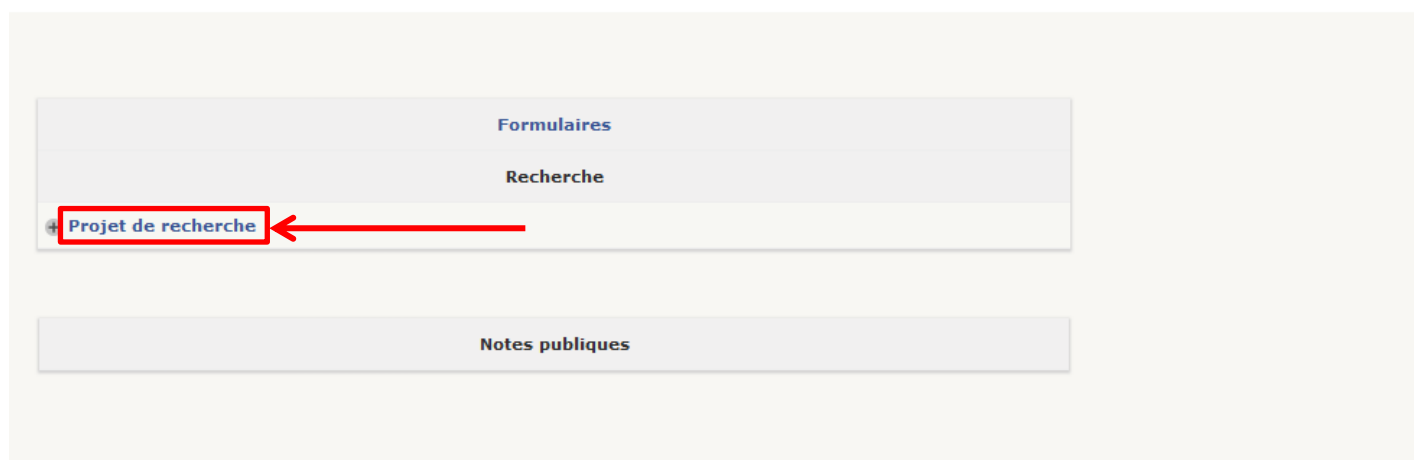 Formulaires
Recherche
Projet de recherche
Notes publiques